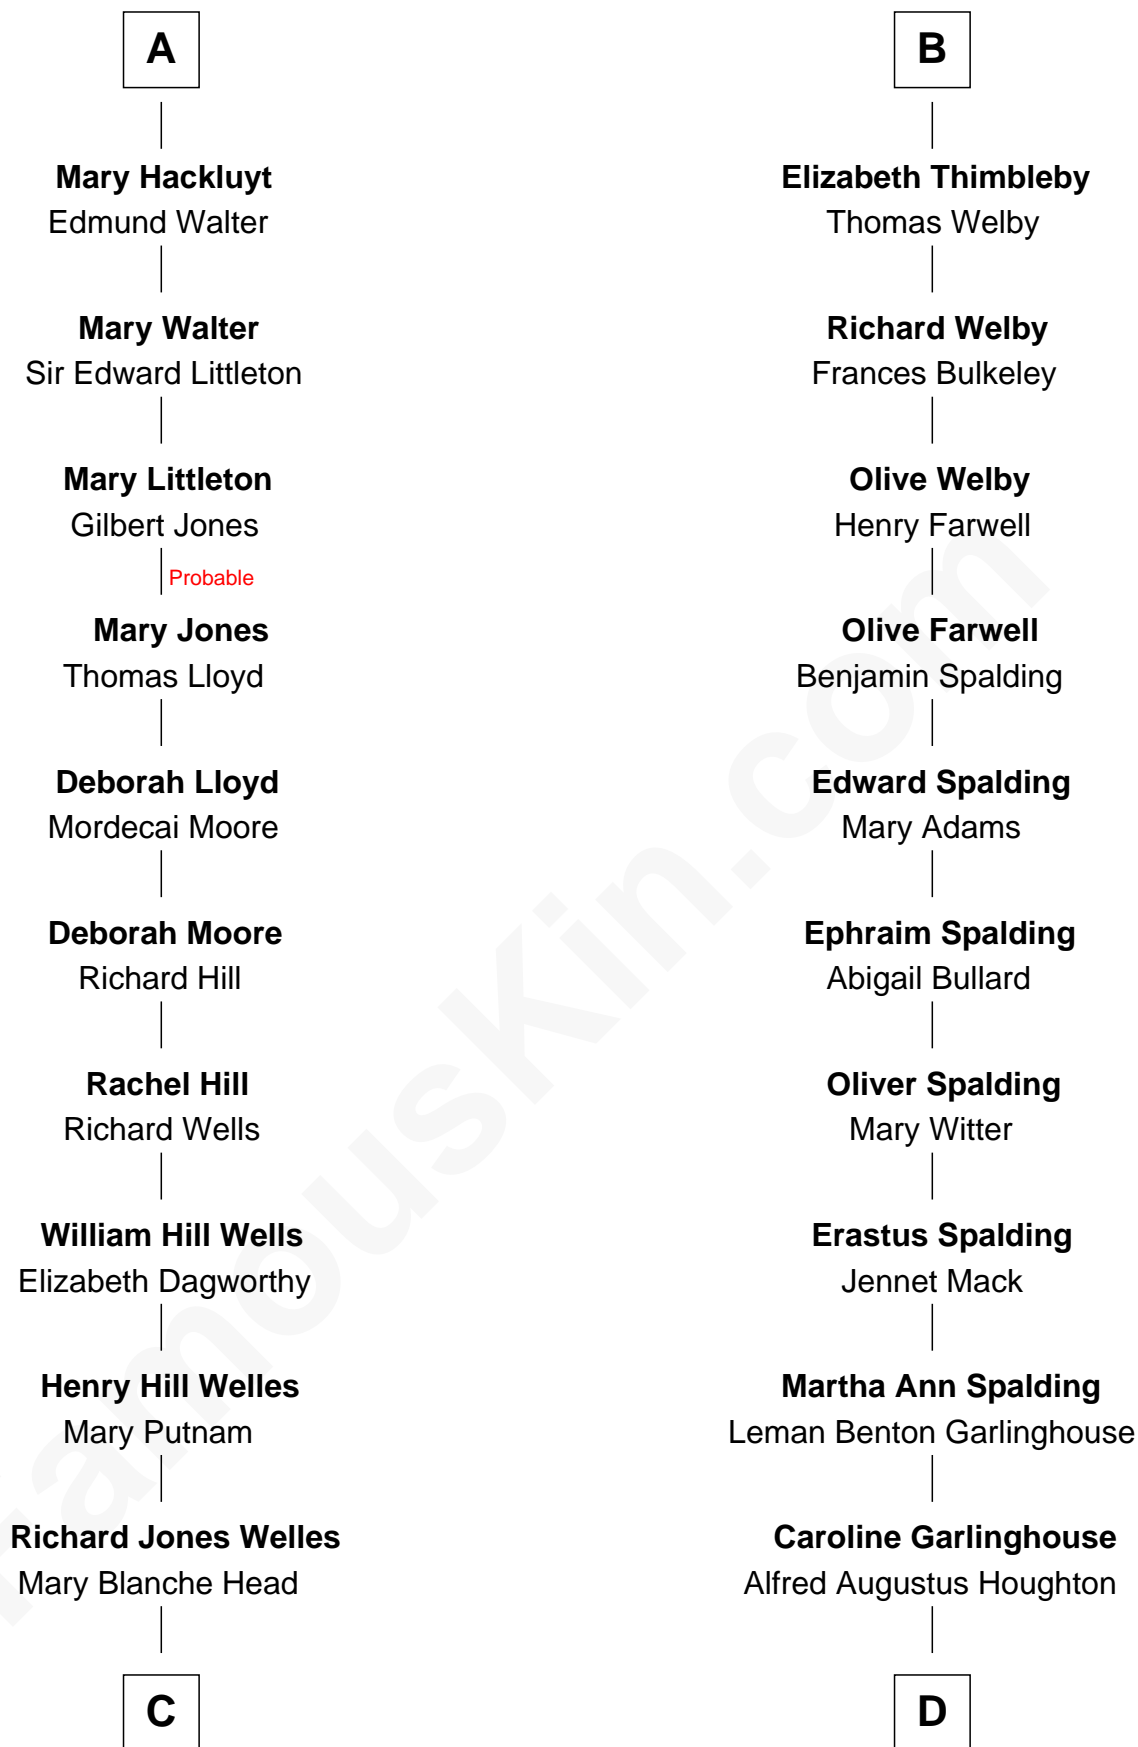 A
Mary Hackluyt
Edmund Walter
Mary Walter
Sir Edward Littleton
Mary Littleton
Gilbert Jones
Probable
Mary Jones
Thomas Lloyd
Deborah Lloyd
Mordecai Moore
Deborah Moore
Richard Hill
Rachel Hill
Richard Wells
William Hill Wells
Elizabeth Dagworthy
Henry Hill Welles
Mary Putnam
Richard Jones Welles
Mary Blanche Head
C
B
Elizabeth Thimbleby
Thomas Welby
Richard Welby
Frances Bulkeley
Olive Welby
Henry Farwell
Olive Farwell
Benjamin Spalding
Edward Spalding
Mary Adams
Ephraim Spalding
Abigail Bullard
Oliver Spalding
Mary Witter
Erastus Spalding
Jennet Mack
Martha Ann Spalding
Leman Benton Garlinghouse
Caroline Garlinghouse
Alfred Augustus Houghton
D
FamousKin.com